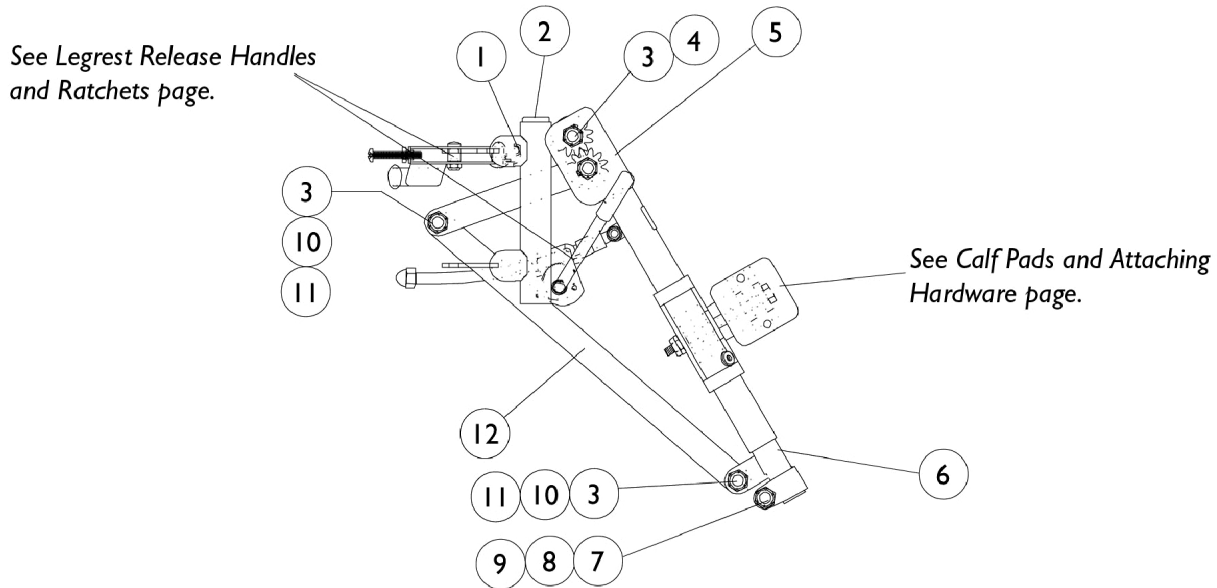 See Legrest Release Handles
and Ratchets page.
1
2
3 4
5
3
10
11
See Calf Pads and Attaching
Hardware page.
12
6
11 10 3
9 8 7